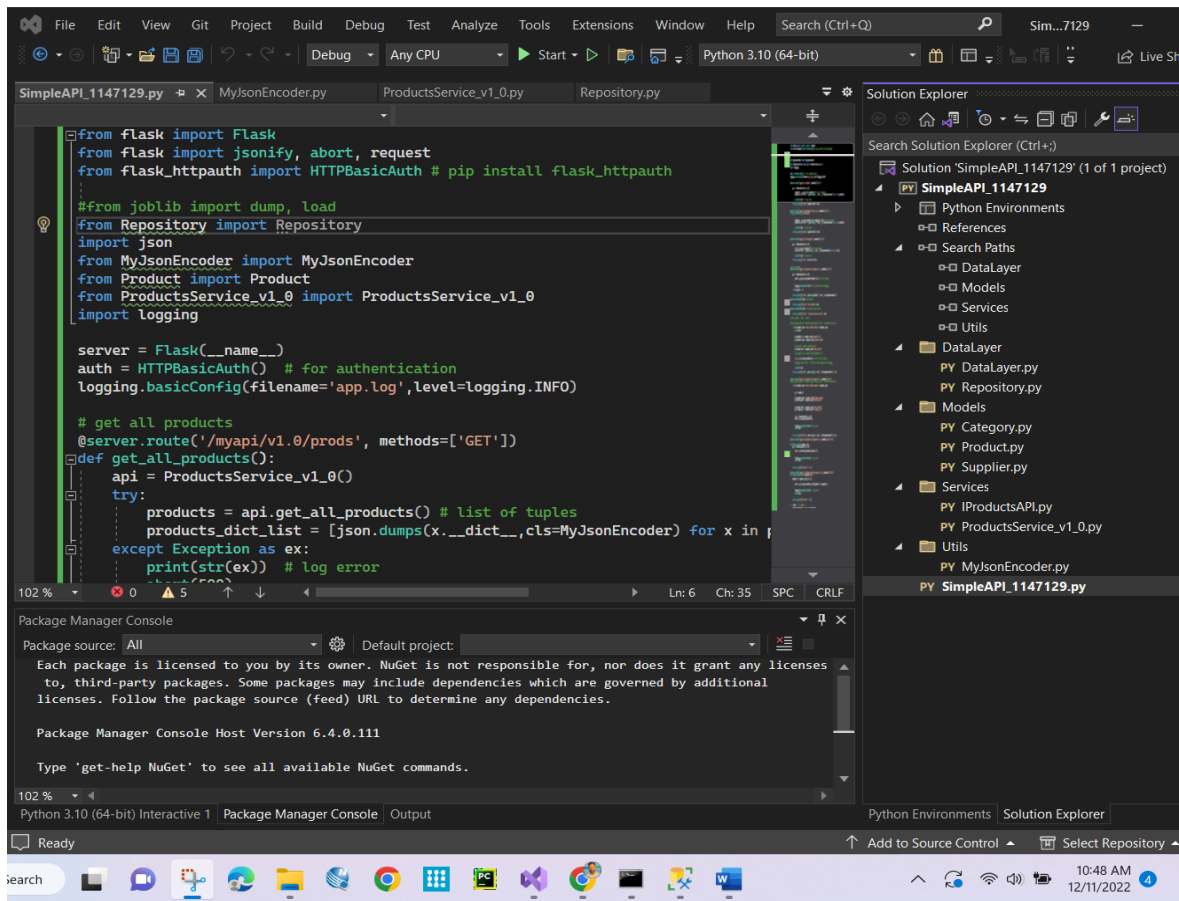 File Edit View Git Project Build Debug Test Analyze Tools Extensions Window Help Search (Ctrl+Q) Sim...7129
Debug Any CPU Start Python 3.10 (64-bit) Live Sh
SimpleAPI_1147129.py MyJsonEncoder.py ProductsService_v1_0.py Repository.py
from flask import Flask
from flask import jsonify, abort, request
from flask_httpauth import HTTPBasicAuth # pip install flask_httpauth
#from joblib import dump, load
from Repository import Repository
import json
from MyJsonEncoder import MyJsonEncoder
from Product import Product
from ProductsService_v1_0 import ProductsService_v1_0
import logging
server = Flask(__name__)
auth = HTTPBasicAuth()  # for authentication
logging.basicConfig(filename='app.log',level=logging.INFO)
# get all products
@server.route('/myapi/v1.0/prods', methods=['GET'])
def get_all_products():
api = ProductsService_v1_0()
try:
products = api.get_all_products() # list of tuples
products_dict_list = [json.dumps(x.__dict__,cls=MyJsonEncoder) for x in p
except Exception as ex:
print(str(ex))  # log error
102 % 0 5 Ln: 6 Ch: 35 SPC CRLF
Package Manager Console
Package source: All Default project:
Each package is licensed to you by its owner. NuGet is not responsible for, nor does it grant any licenses
to, third-party packages. Some packages may include dependencies which are governed by additional
licenses. Follow the package source (feed) URL to determine any dependencies.
Package Manager Console Host Version 6.4.0.111
Type 'get-help NuGet' to see all available NuGet commands.
102 %
Python 3.10 (64-bit) Interactive 1 Package Manager Console Output
Solution Explorer
Search Solution Explorer (Ctrl+;)
Solution 'SimpleAPI_1147129' (1 of 1 project)
PY SimpleAPI_1147129
Python Environments
References
Search Paths
DataLayer
Models
Services
Utils
DataLayer
PY DataLayer.py
PY Repository.py
Models
PY Category.py
PY Product.py
PY Supplier.py
Services
PY IProductsAPI.py
PY ProductsService_v1_0.py
Utils
PY MyJsonEncoder.py
PY SimpleAPI_1147129.py
Python Environments Solution Explorer
Ready Add to Source Control Select Repository
Search PC W 10:48 AM
12/11/2022 4